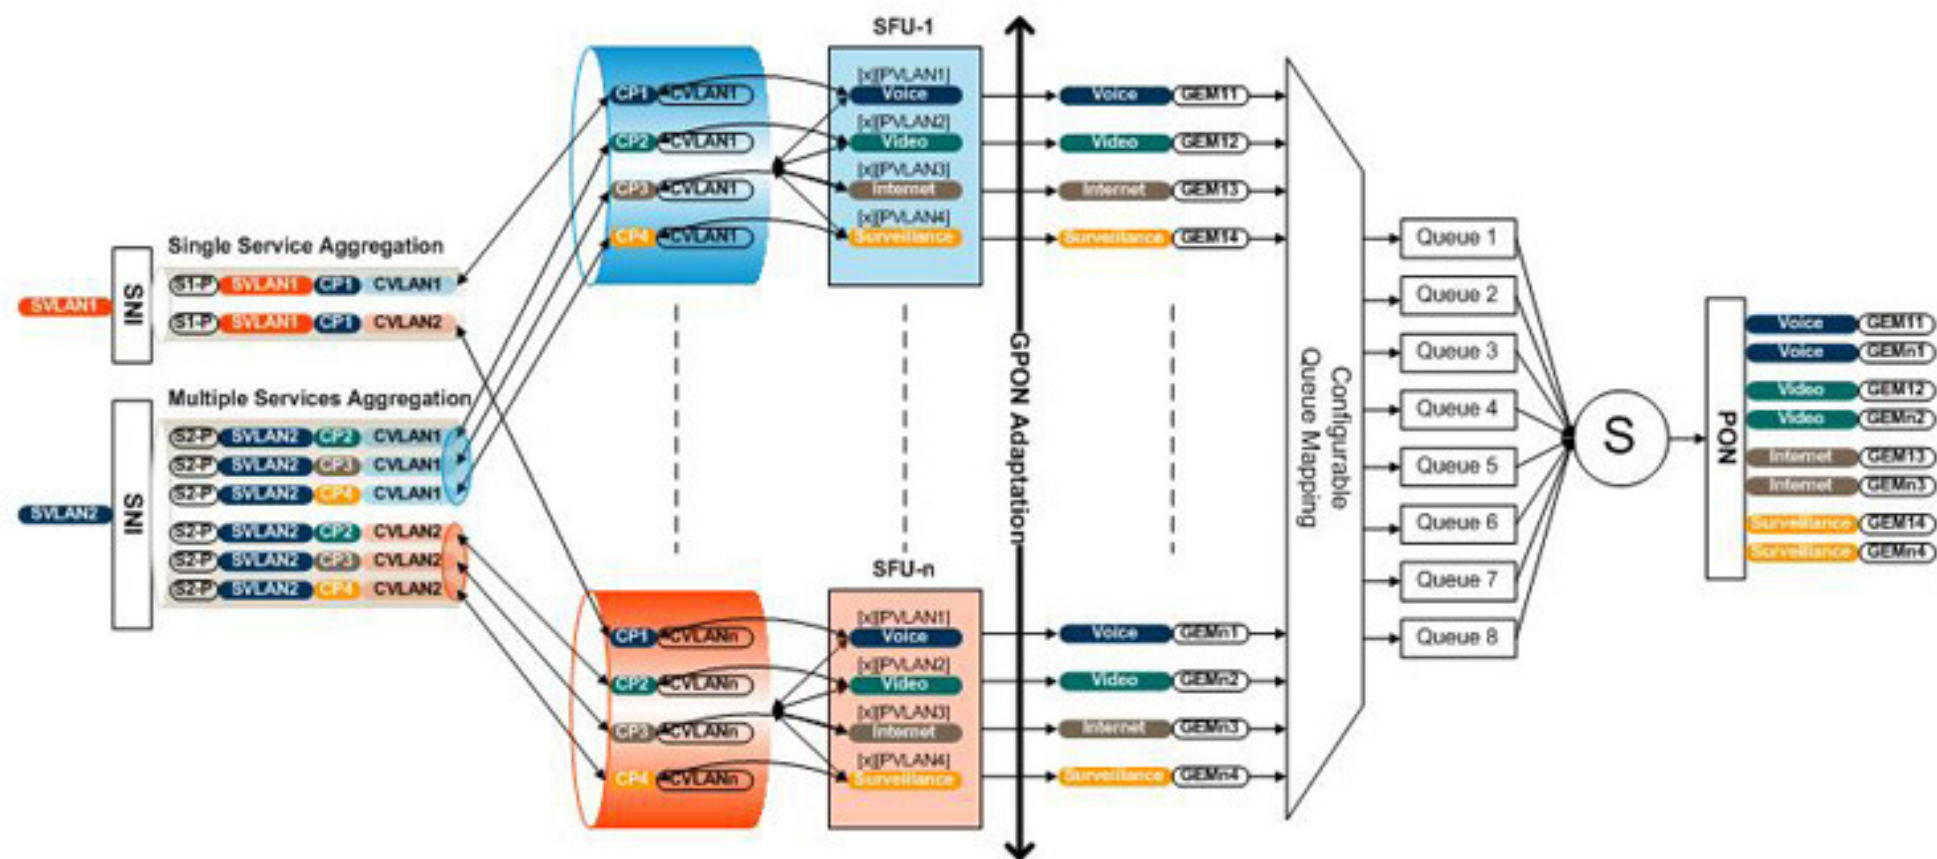 SVLAN1
SNI
Single Service Aggregation
S1-P SVLAN1 CP1 CVLAN1
S1-P SVLAN1 CP1 CVLAN2
SVLAN2
SNI
Multiple Services Aggregation
S2-P SVLAN2 CP2 CVLAN1
S2-P SVLAN2 CP3 CVLAN1
S2-P SVLAN2 CP4 CVLAN1
S2-P SVLAN2 CP2 CVLAN2
S2-P SVLAN2 CP3 CVLAN2
S2-P SVLAN2 CP4 CVLAN2
CP1 CVLAN1
CP2 CVLAN1
CP3 CVLAN1
CP4 CVLAN1
SFU-1
[x][PVLAN1]
Voice
[x][PVLAN2]
Video
[x][PVLAN3]
Internet
[x][PVLAN4]
Surveillance
CP1 CVLANn
CP2 CVLANn
CP3 CVLANn
CP4 CVLANn
SFU-n
[x][PVLAN1]
Voice
[x][PVLAN2]
Video
[x][PVLAN3]
Internet
[x][PVLAN4]
Surveillance
GPON Adaptation
Voice GEM11
Video GEM12
Internet GEM13
Surveillance GEM14
Voice GEMn1
Video GEMn2
Internet GEMn3
Surveillance GEMn4
Configurable
Queue Mapping
Queue 1
Queue 2
Queue 3
Queue 4
Queue 5
Queue 6
Queue 7
Queue 8
S
PON
Voice GEM11
Voice GEMn1
Video GEM12
Video GEMn2
Internet GEM13
Internet GEMn3
Surveillance GEM14
Surveillance GEMn4